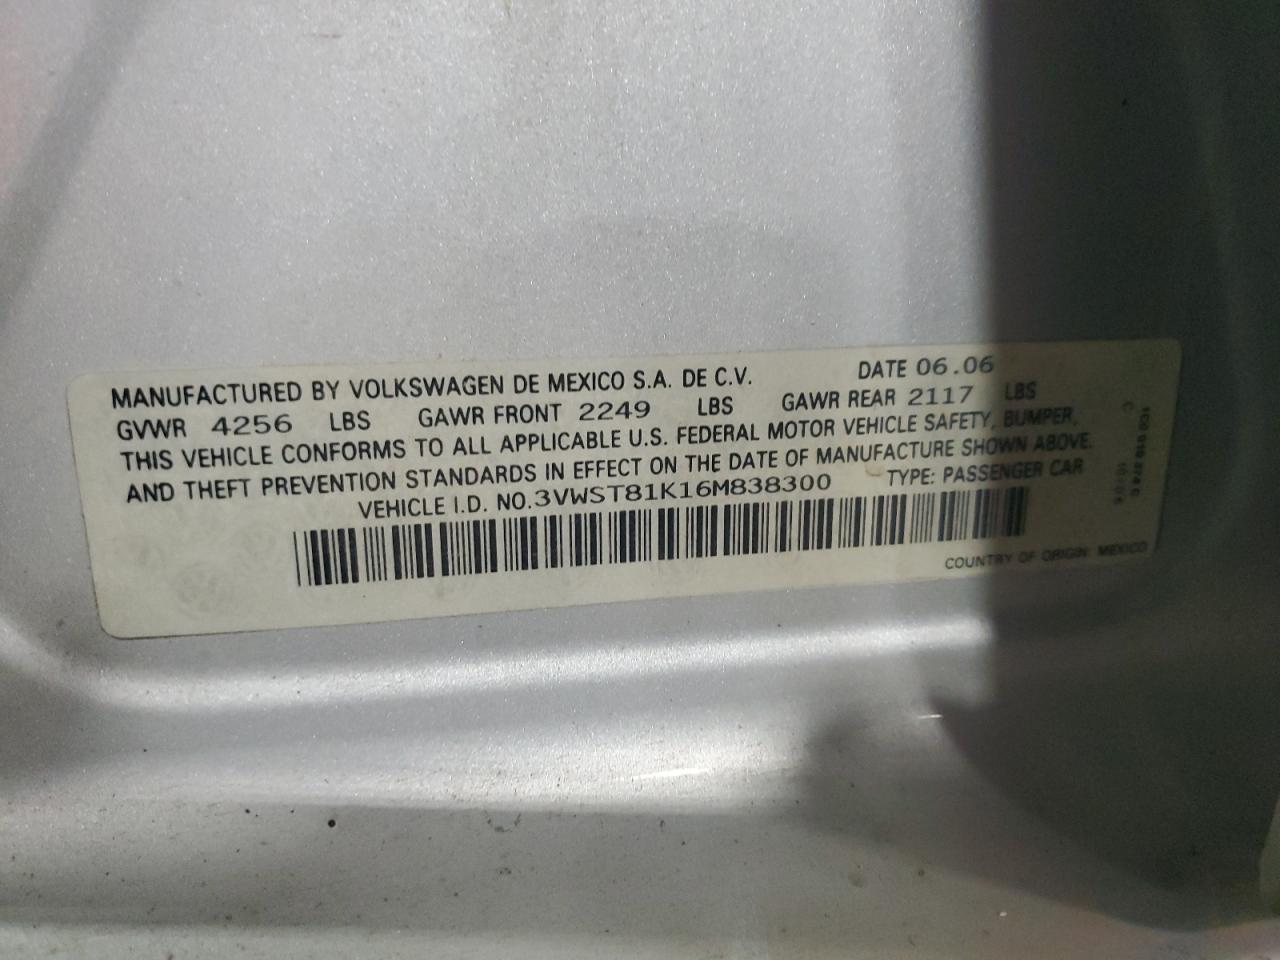 MANUFACTURED BY VOLKSWAGEN DE MEXICO S.A. DE C.V. DATE 06.06
GVWR 4256 LBS GAWR FRONT 2249 LBS GAWR REAR 2117 LBS
THIS VEHICLE CONFORMS TO ALL APPLICABLE U.S. FEDERAL MOTOR VEHICLE SAFETY, BUMPER,
AND THEFT PREVENTION STANDARDS IN EFFECT ON THE DATE OF MANUFACTURE SHOWN ABOVE.
VEHICLE I.D. NO.3VWST81K16M838300 TYPE: PASSENGER CAR
COUNTRY OF ORIGIN: MEXICO